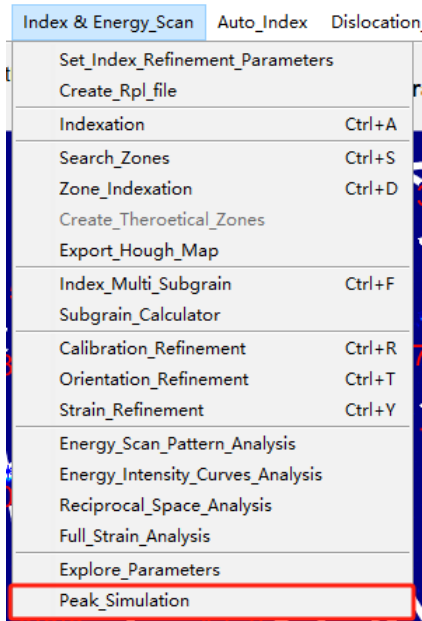 Index & Energy_Scan Auto_Index Dislocation_
Set_Index_Refinement_Parameters
Create_Rpl_file
Indexation Ctrl+A
Search_Zones Ctrl+S
Zone_Indexation Ctrl+D
Create_Theroetical_Zones
Export_Hough_Map
Index_Multi_Subgrain Ctrl+F
Subgrain_Calculator
Calibration_Refinement Ctrl+R
Orientation_Refinement Ctrl+T
Strain_Refinement Ctrl+Y
Energy_Scan_Pattern_Analysis
Energy_Intensity_Curves_Analysis
Reciprocal_Space_Analysis
Full_Strain_Analysis
Explore_Parameters
Peak_Simulation